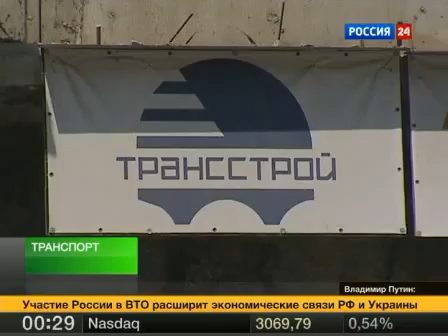 РОССИЯ 24
ТРАНССТРОЙ
ТРАНСПОРТ
Владимир Путин:
Участие России в ВТО расширит экономические связи РФ и Украины
00:29 Nasdaq 3069,79 0,54%